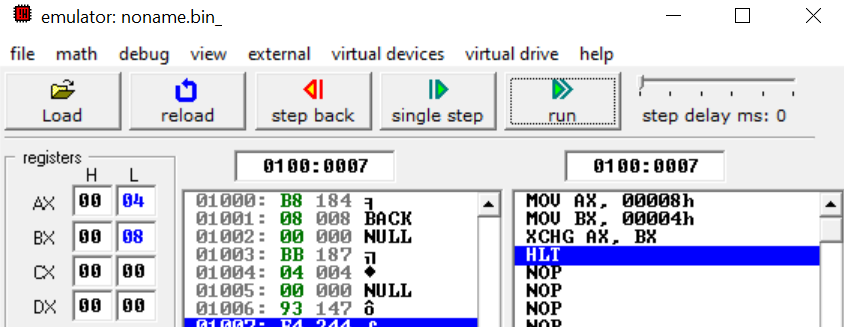 emulator: noname.bin_
file math debug view external virtual devices virtual drive help
Load reload step back single step run step delay ms: 0
registers
H L
0100:0007 0100:0007
AX 00 04
BX 00 08
CX 00 00
DX 00 00
01000: B8 184 ╕
01001: 08 008 BACK
01002: 00 000 NULL
01003: BB 187 ╗
01004: 04 004 ♦
01005: 00 000 NULL
01006: 93 147 ô
01007: F4 244
MOV AX, 00008h
MOV BX, 00004h
XCHG AX, BX
HLT
NOP
NOP
NOP
NOP